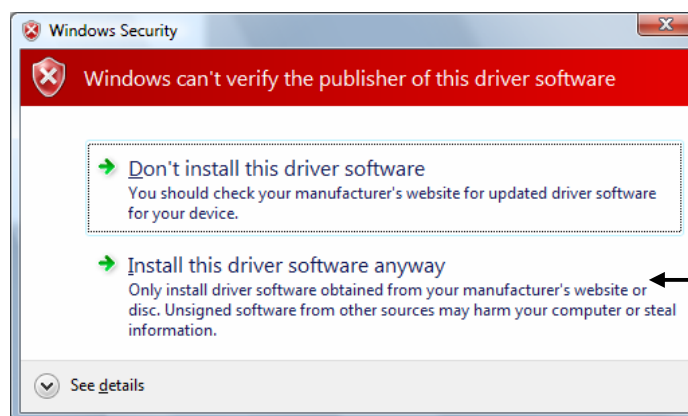 Windows Security
Windows can't verify the publisher of this driver software
Don't install this driver software
You should check your manufacturer's website for updated driver software
for your device.
Install this driver software anyway
Only install driver software obtained from your manufacturer's website or
disc. Unsigned software from other sources may harm your computer or steal
information.
See details